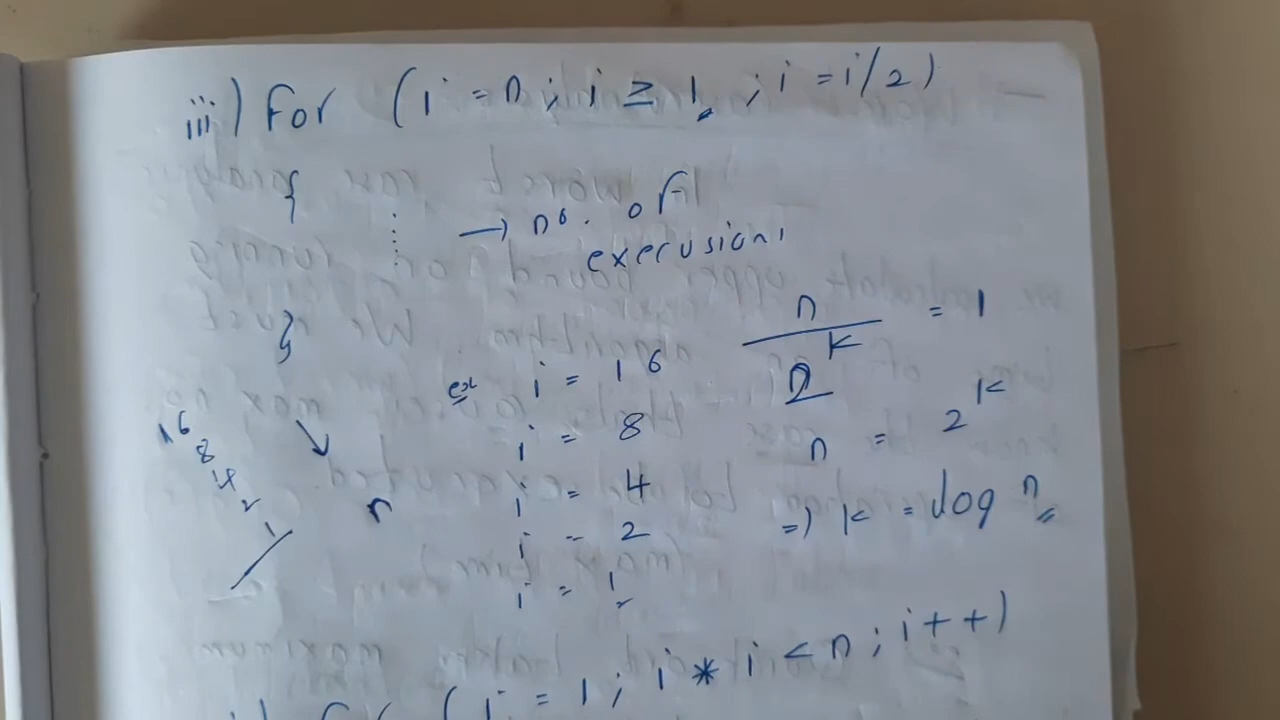 iii) For (i = n; i ≥ 1 ; i = i/2)
{
⋮ → no. of
execusions
}
n/2^k = 1
ex i = 16
i = 8
i = 4
i = 2
i = 1
n = 2^k
=) k = log n
16
8
4
2
1
n
(i = 1; i * i < n; i++)